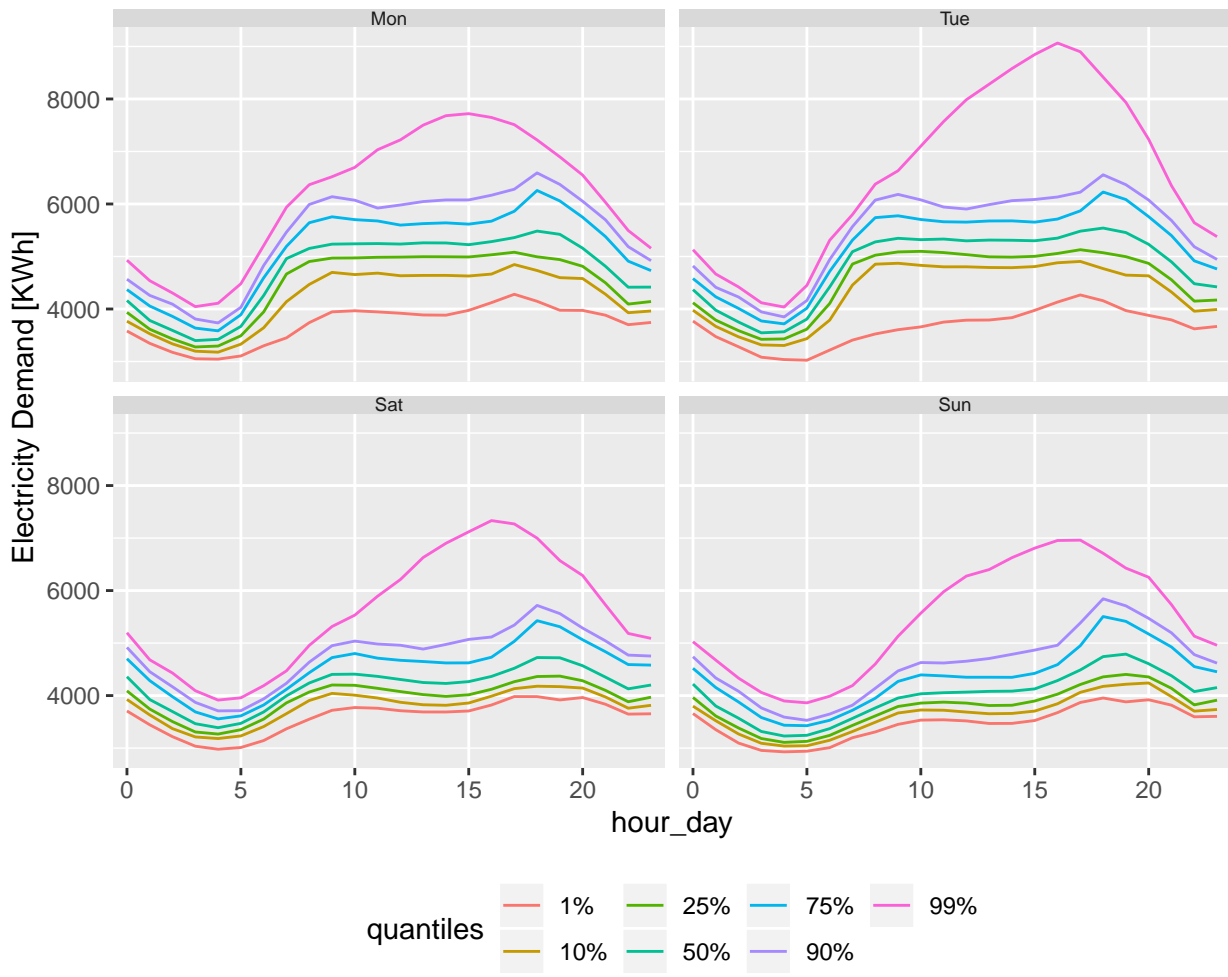 Mon Tue
8000
6000
4000
Sat Sun
8000
6000
4000
Electricity Demand [KWh]
0 5 10 15 20 0 5 10 15 20
hour_day
quantiles
1% 25% 75% 99%
10% 50% 90%